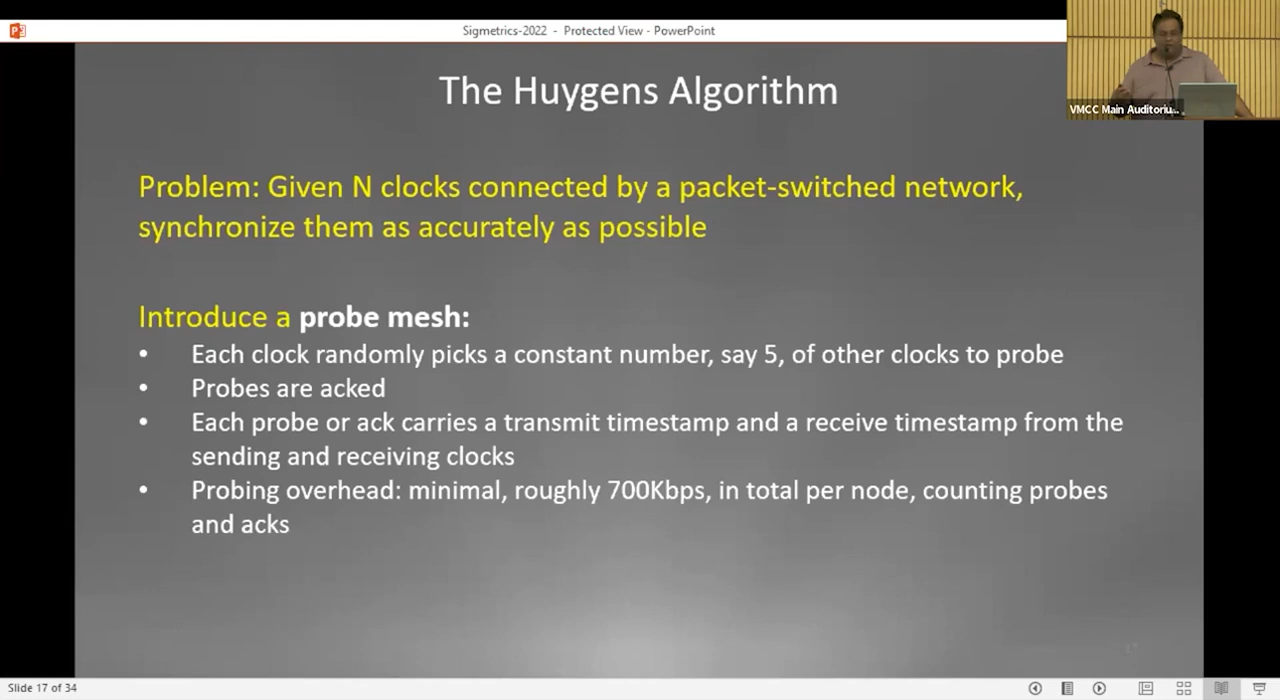 Sigmetrics-2022 - Protected View - PowerPoint
VMCC Main Auditoriu...
The Huygens Algorithm
Problem: Given N clocks connected by a packet-switched network,
synchronize them as accurately as possible
Introduce a probe mesh:
• Each clock randomly picks a constant number, say 5, of other clocks to probe
• Probes are acked
• Each probe or ack carries a transmit timestamp and a receive timestamp from the
sending and receiving clocks
• Probing overhead: minimal, roughly 700Kbps, in total per node, counting probes
and acks
Slide 17 of 34